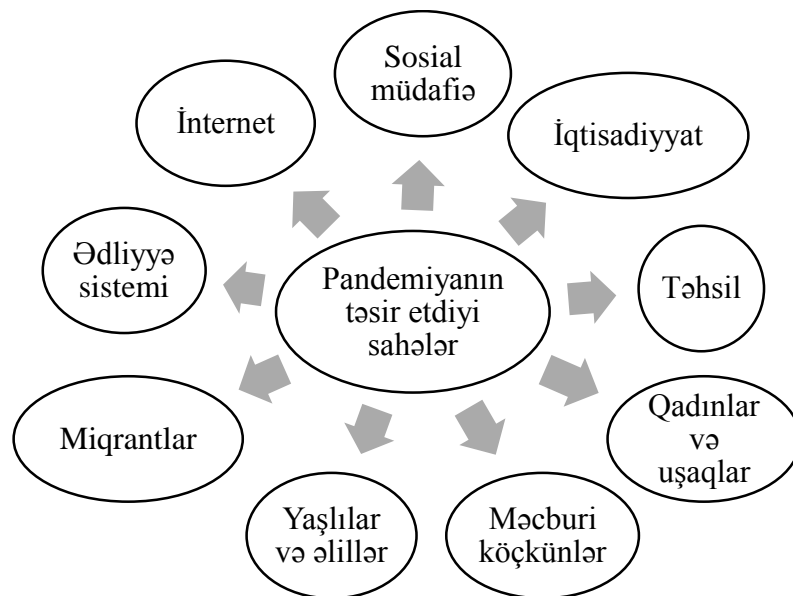 Sosial
müdafiə
İnternet
İqtisadiyyat
Ədliyyə
sistemi
Pandemiyanın
təsir etdiyi
sahələr
Təhsil
Miqrantlar
Qadınlar
və
uşaqlar
Yaşlılar
və əlillər
Məcburi
köçkünlər